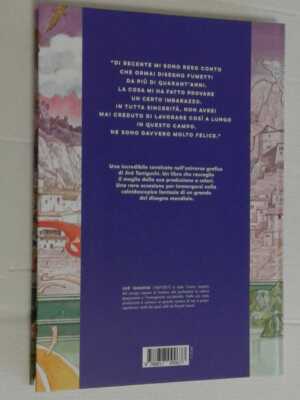 "DI RECENTE MI SONO RESO CONTO
CHE ORMAI DISEGNO FUMETTI
DA PIÙ DI QUARANT'ANNI.
LA COSA MI HA FATTO PROVARE
UN CERTO IMBARAZZO.
IN TUTTA SINCERITÀ, NON AVREI
MAI CREDUTO DI LAVORARE COSÌ A LUNGO
IN QUESTO CAMPO,
NE SONO DAVVERO MOLTO FELICE."
Una incredibile cavalcata nell'universo grafico
di Jirō Taniguchi. Un libro che raccoglie
il meglio della sua produzione a colori.
Una rara occasione per immergersi nella
caleidoscopica fantasia di un grande
del disegno mondiale.
JIRŌ TANIGUCHI